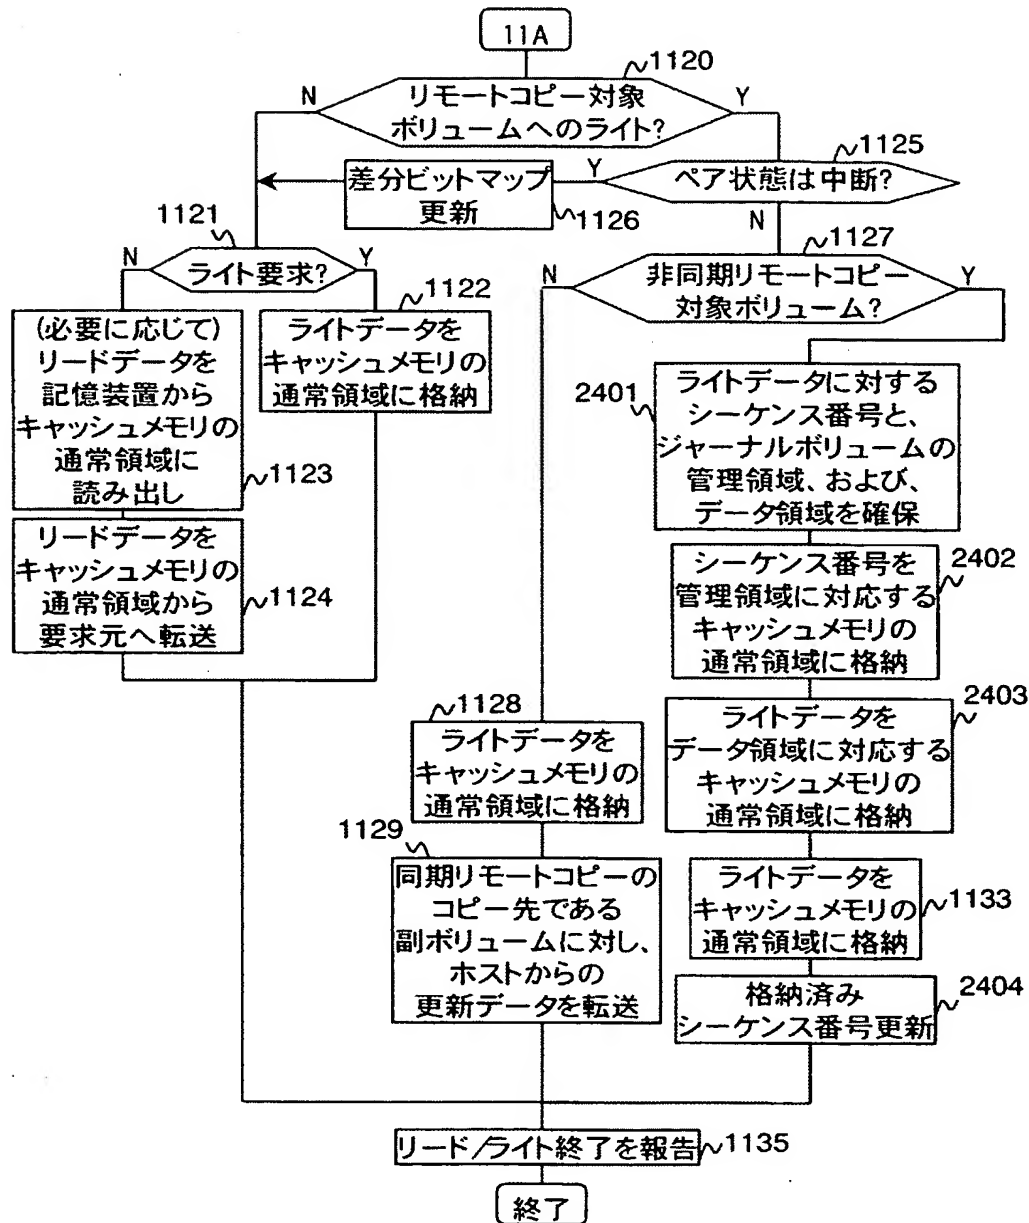 11A
1120
N
リモートコピー対象
ボリュームへのライト?
Y
1125
差分ビットマップ
更新
1126
Y
ペア状態は中断?
N
1121
N
ライト要求?
Y
1127
N
非同期リモートコピー
対象ボリューム?
Y
1122
ライトデータを
キャッシュメモリの
通常領域に格納
(必要に応じて)
リードデータを
記憶装置から
キャッシュメモリの
通常領域に
読み出し
1123
リードデータを
キャッシュメモリの
通常領域から
要求元へ転送
1124
2401
ライトデータに対する
シーケンス番号と、
ジャーナルボリュームの
管理領域、および、
データ領域を確保
2402
シーケンス番号を
管理領域に対応する
キャッシュメモリの
通常領域に格納
1128
ライトデータを
キャッシュメモリの
通常領域に格納
2403
ライトデータを
データ領域に対応する
キャッシュメモリの
通常領域に格納
1129
同期リモートコピーの
コピー先である
副ボリュームに対し、
ホストからの
更新データを転送
ライトデータを
キャッシュメモリの
通常領域に格納
1133
2404
格納済み
シーケンス番号更新
リード/ライト終了を報告
1135
終了